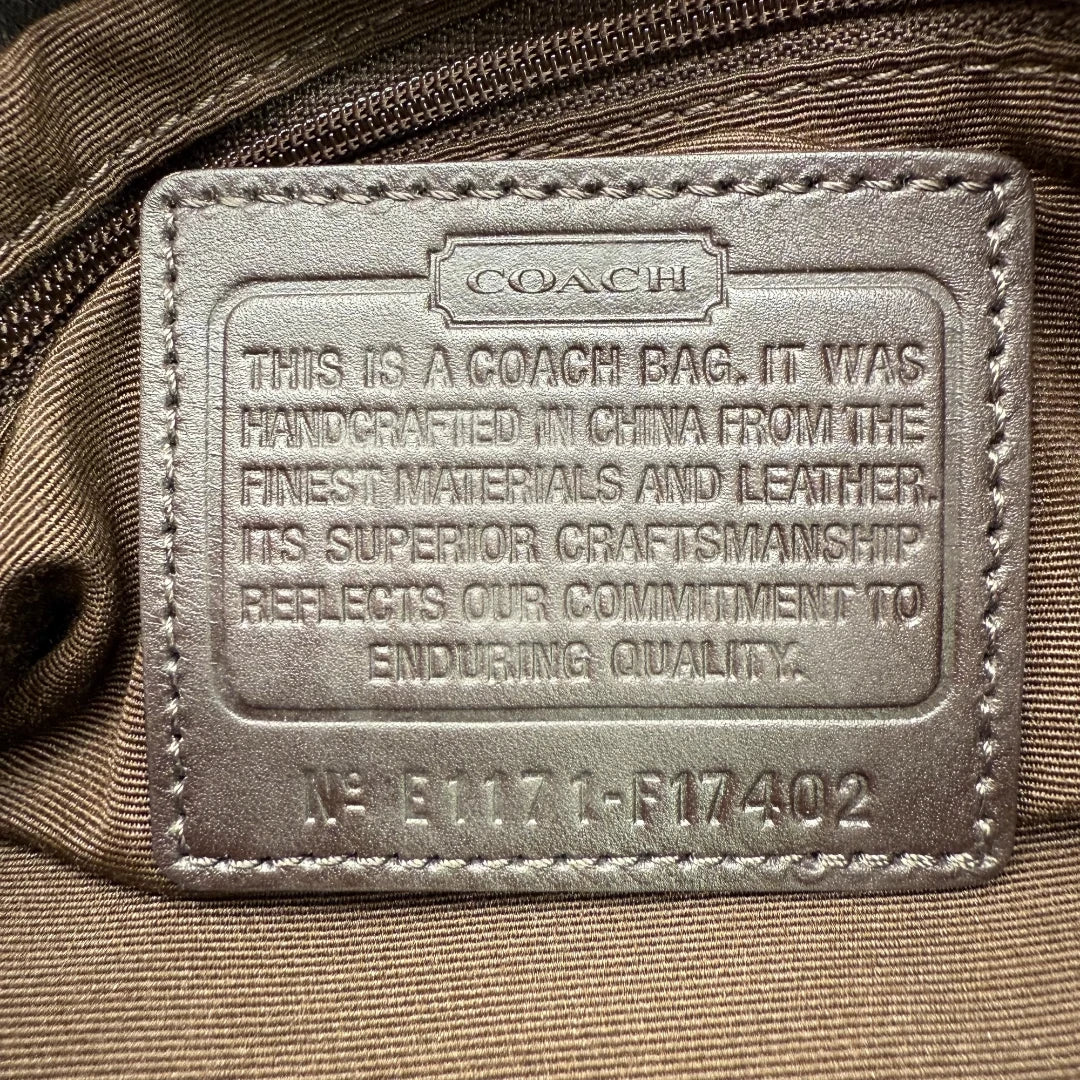 COACH
THIS IS A COACH BAG. IT WAS
HANDCRAFTED IN CHINA FROM THE
FINEST MATERIALS AND LEATHER.
ITS SUPERIOR CRAFTSMANSHIP
REFLECTS OUR COMMITMENT TO
ENDURING QUALITY.
Nº E1171-F17402